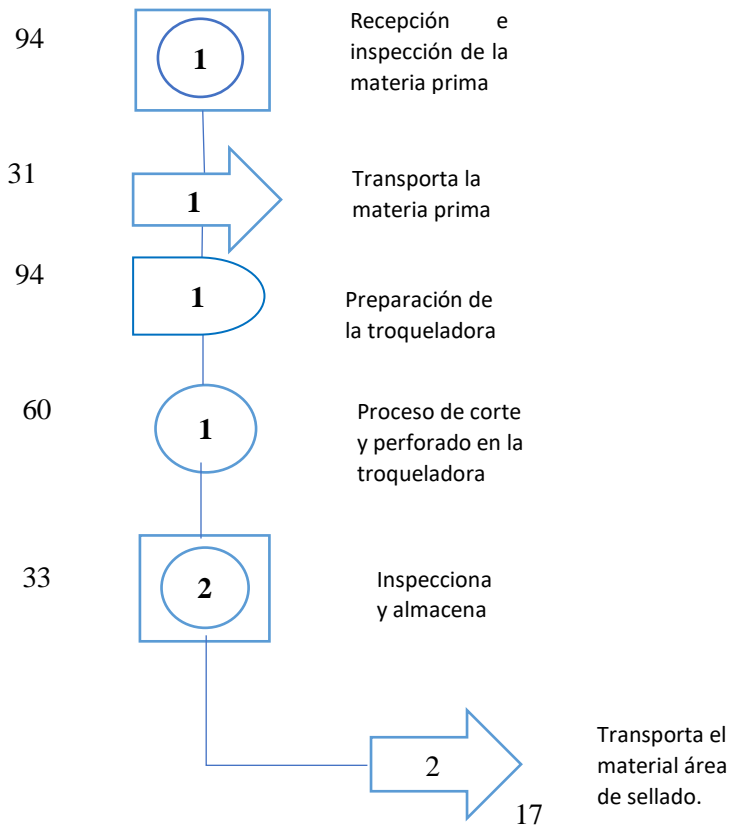 94
1
Recepción e
inspección de la
materia prima
31
1
Transporta la
materia prima
94
1
Preparación de
la troqueladora
60
1
Proceso de corte
y perforado en la
troqueladora
33
2
Inspecciona
y almacena
2
17
Transporta el
material área
de sellado.